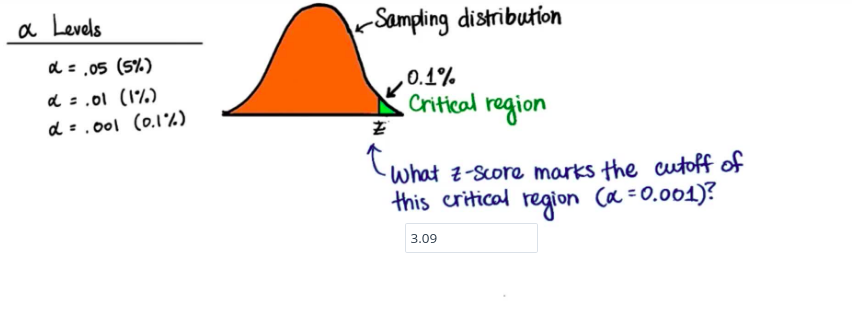 α Levels
α = .05 (5%)
α = .01 (1%)
α = .001 (0.1%)
Sampling distribution
0.1%
Critical region
z
What z-score marks the cutoff of
this critical region (α=0.001)?
3.09